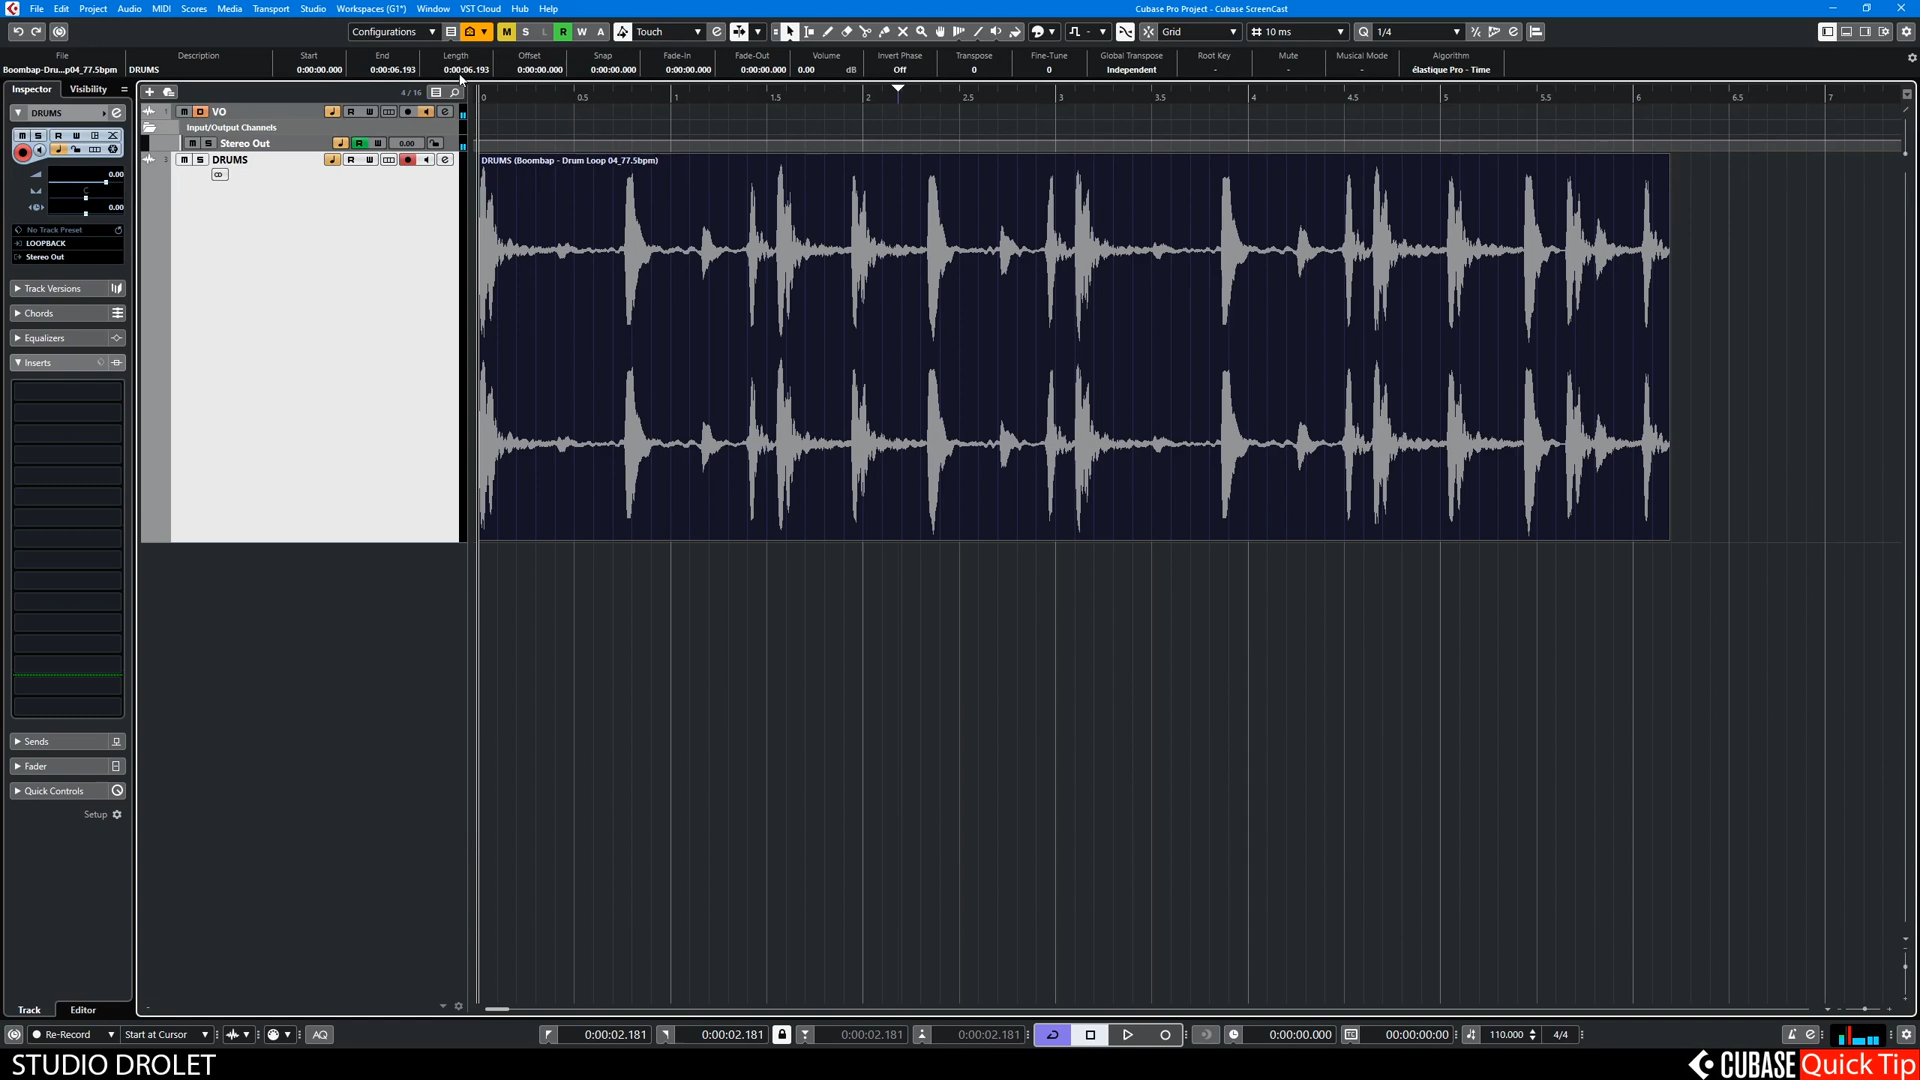 File Edit Project Audio MIDI Scores Media Transport Studio Workspaces (G1*) Window VST Cloud Hub Help
Cubase Pro Project - Cubase ScreenCast
Configurations M S L R W A Touch Grid 10 ms Q 1/4
File Description Start End Length Offset Snap Fade-In Fade-Out Volume Invert Phase Transpose Fine-Tune Global Transpose Root Key Mute Musical Mode Algorithm
Boombap-Dru...p04_77.5bpm DRUMS 0:00:00.000 0:00:06.193 0:00:06.193 0:00:00.000 0:00:00.000 0:00:00.000 0:00:00.000 0.00 dB Off 0 0 Independent - - - élastique Pro - Time
Inspector Visibility
4 / 16
0 0.5 1 1.5 2 2.5 3 3.5 4 4.5 5 5.5 6 6.5 7
DRUMS
M S R W
0.00
C
0.00
No Track Preset
LOOPBACK
Stereo Out
Track Versions
Chords
Equalizers
Inserts
Sends
Fader
Quick Controls
Setup
1 M VO R W
Input/Output Channels
M S Stereo Out R W 0.00
3 M S DRUMS R W
DRUMS (Boombap - Drum Loop 04_77.5bpm)
Track Editor
Re-Record Start at Cursor AQ 0:00:02.181 0:00:02.181 0:00:02.181 0:00:02.181 0:00:00.000 00:00:00:00 110.000 4/4
STUDIO DROLET
CUBASE Quick Tip